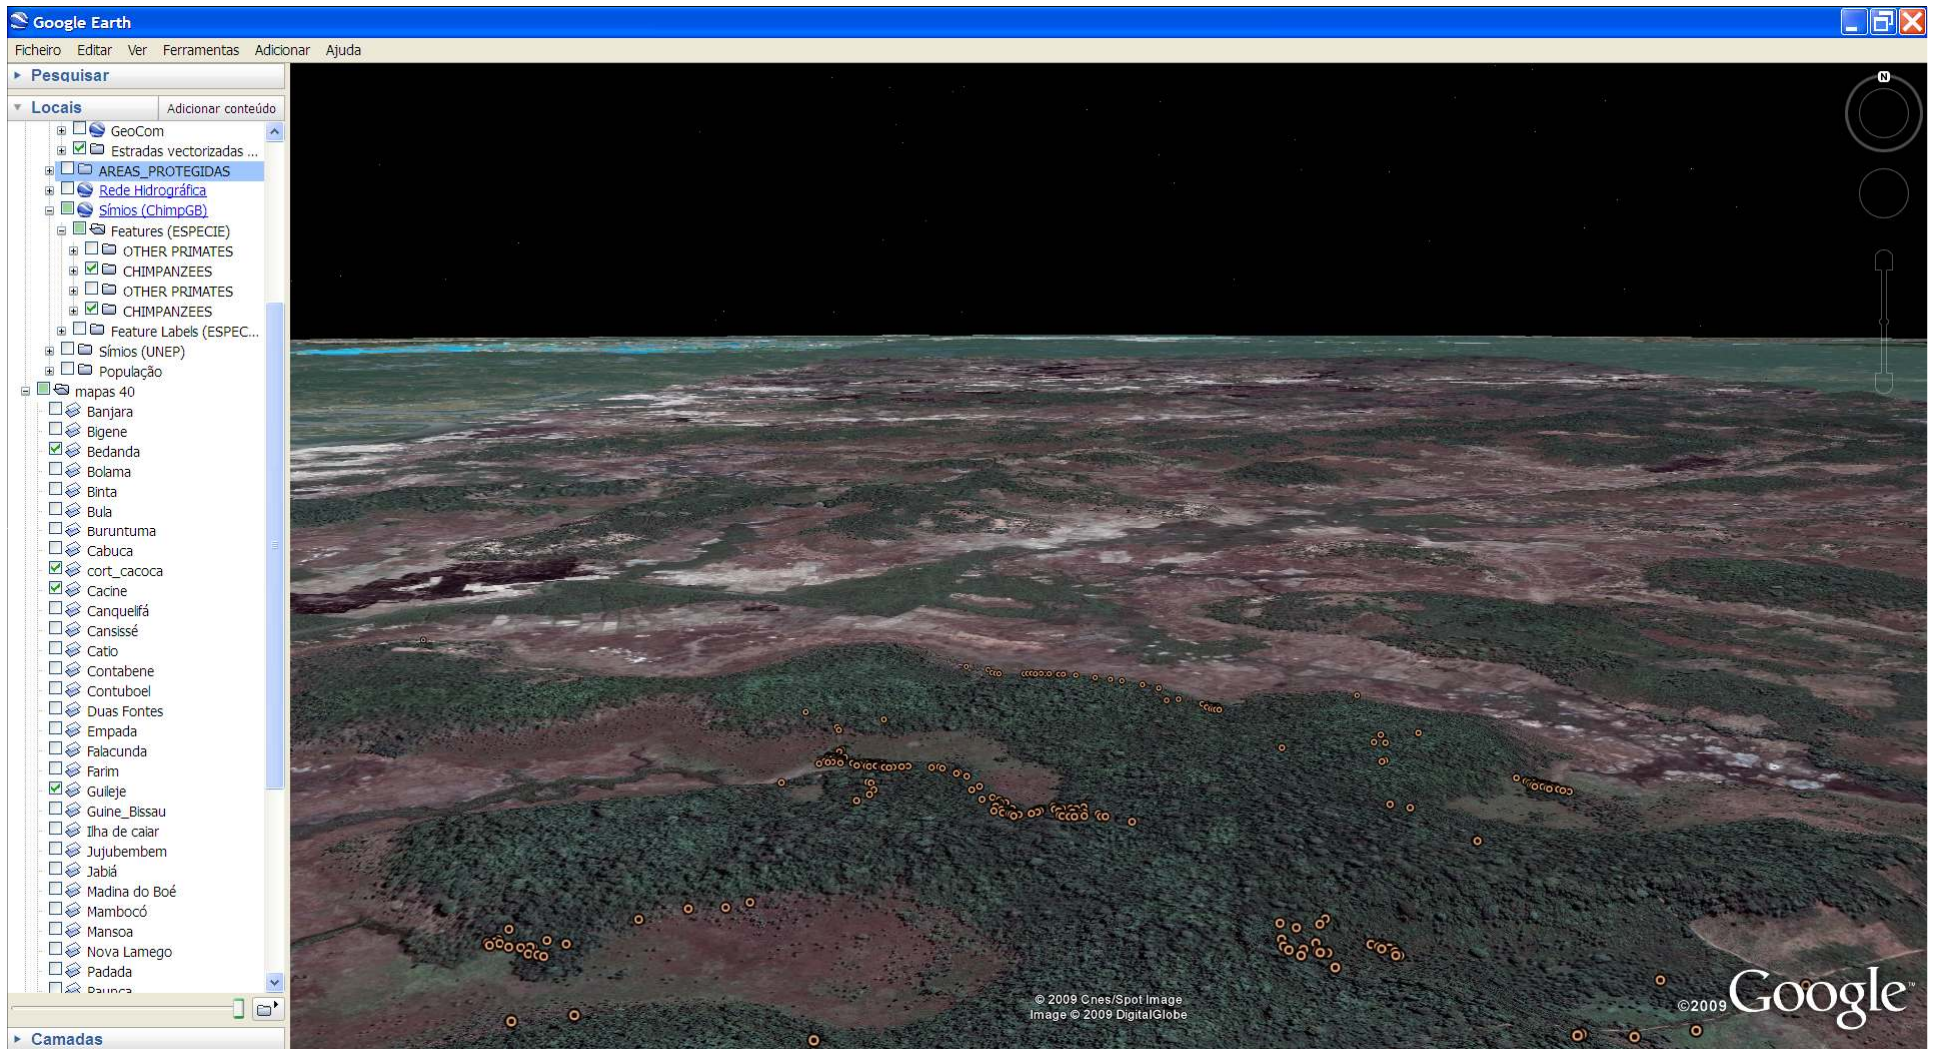 Google Earth
Ficheiro Editar Ver Ferramentas Adicionar Ajuda
Pesquisar
Locais Adicionar conteúdo
GeoCom
Estradas vectorizadas ...
AREAS_PROTEGIDAS
Rede Hidrográfica
Símios (ChimpGB)
Features (ESPECIE)
OTHER PRIMATES
CHIMPANZEES
OTHER PRIMATES
CHIMPANZEES
Feature Labels (ESPEC...
Símios (UNEP)
População
mapas 40
Banjara
Bigene
Bedanda
Bolama
Binta
Bula
Buruntuma
Cabuca
cort_cacoca
Cacine
Canquelifá
Cansissé
Catio
Contabene
Contuboel
Duas Fontes
Empada
Falacunda
Farim
Guileje
Guine_Bissau
Ilha de caiar
Jujubembem
Jabiá
Madina do Boé
Mambocó
Mansoa
Nova Lamego
Padada
Camadas
N
© 2009 Cnes/Spot Image
Image © 2009 DigitalGlobe
©2009 Google™